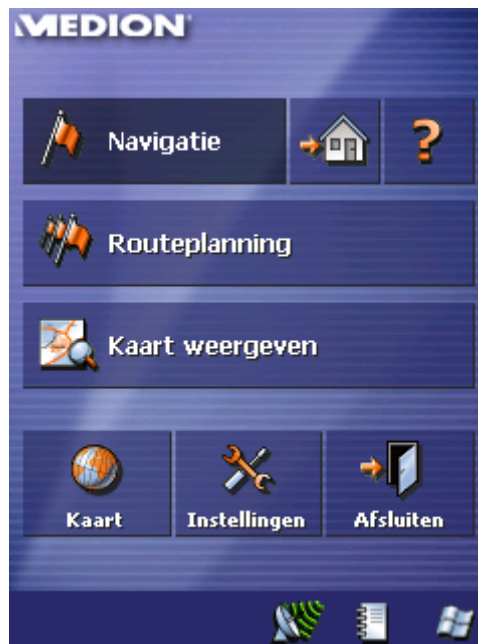 MEDION
Navigatie
?
Routeplanning
Kaart weergeven
Kaart
Instellingen
Afsluiten